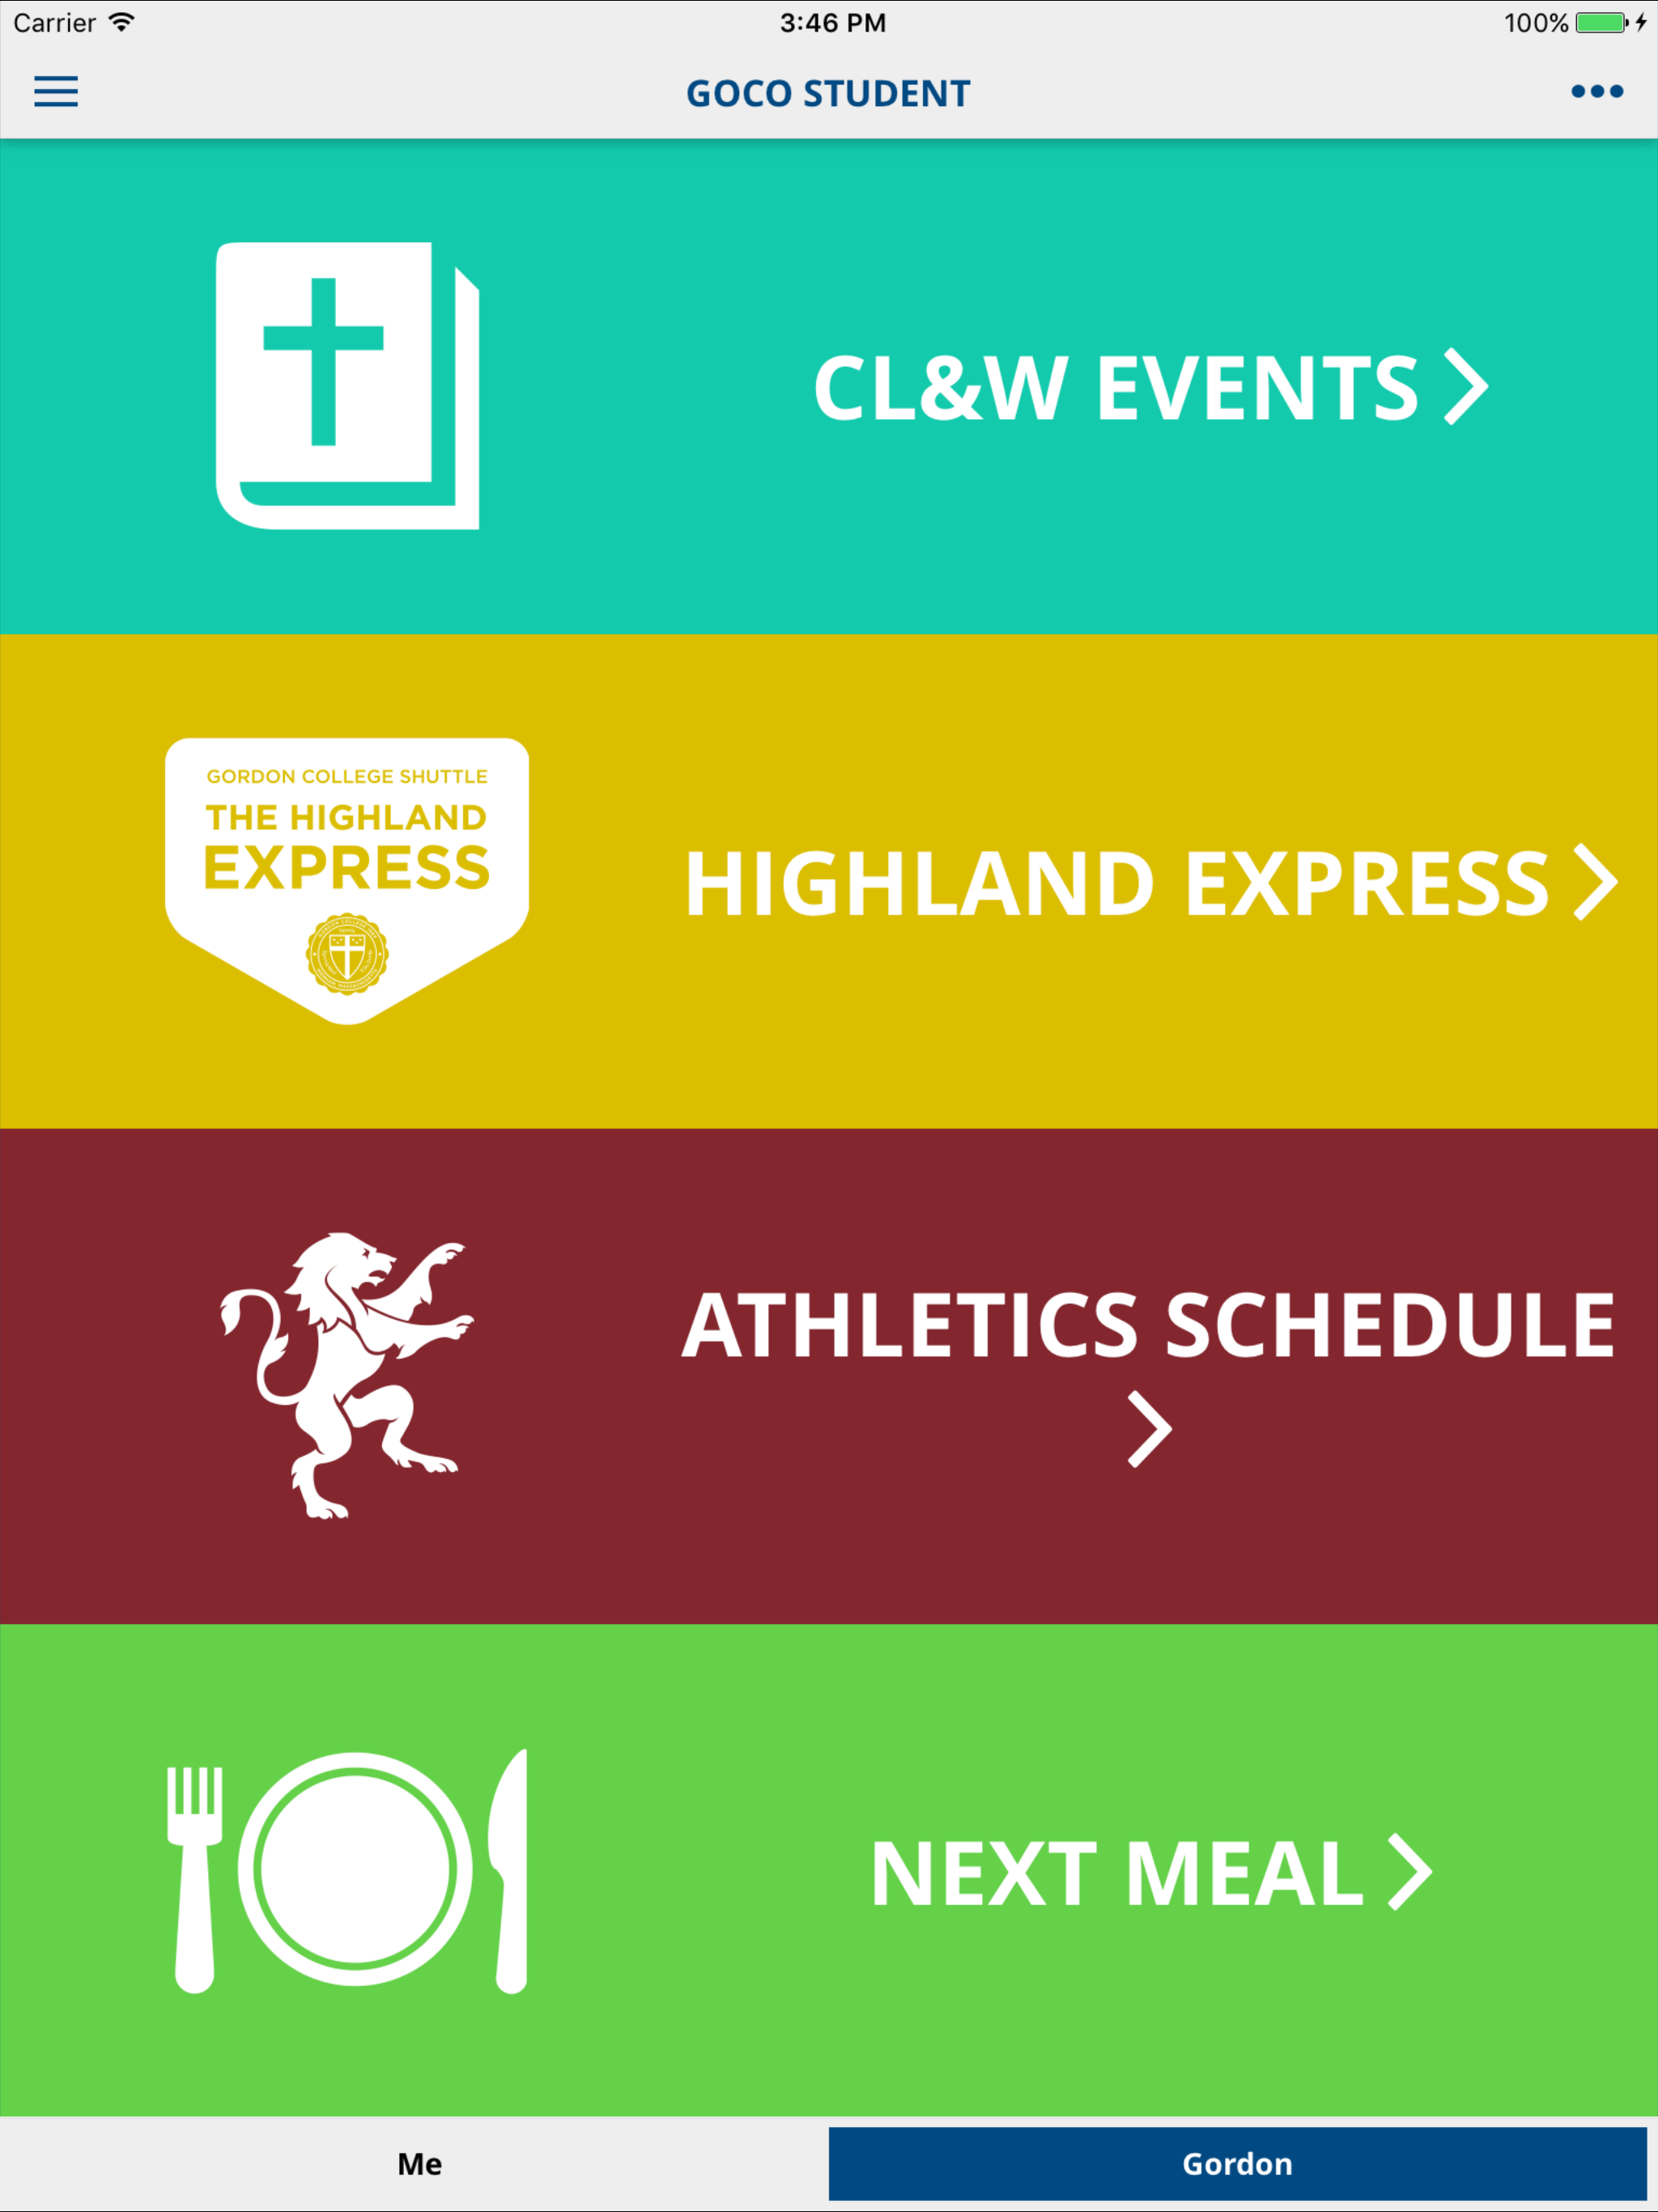 Carrier 3:46 PM 100%
GOCO STUDENT
CL&W EVENTS
GORDON COLLEGE SHUTTLE
THE HIGHLAND
EXPRESS
HIGHLAND EXPRESS
ATHLETICS SCHEDULE
NEXT MEAL
Me Gordon